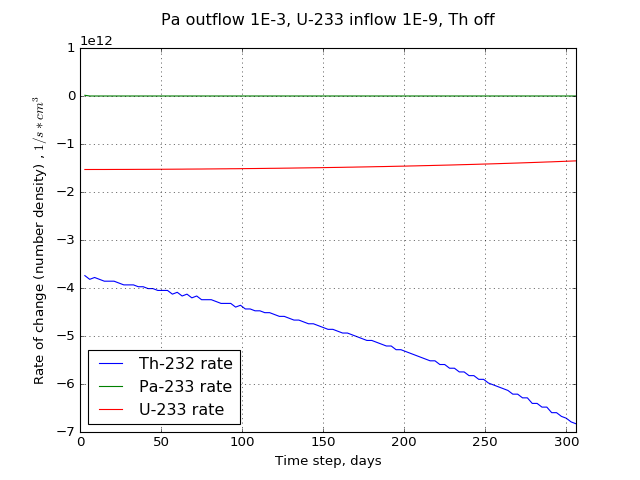 Pa outflow 1E-3, U-233 inflow 1E-9, Th off
1e12
1
0
−1
−2
−3
−4
−5
−6
−7
Rate of change (number density) , 1/s * cm³
Th-232 rate
Pa-233 rate
U-233 rate
0 50 100 150 200 250 300
Time step, days